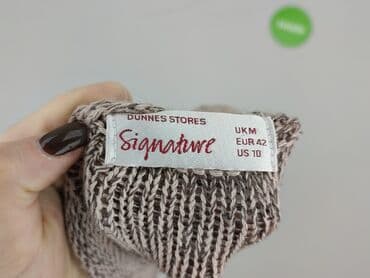 DUNNES STORES
Signature
UK M
EUR 42
US 10